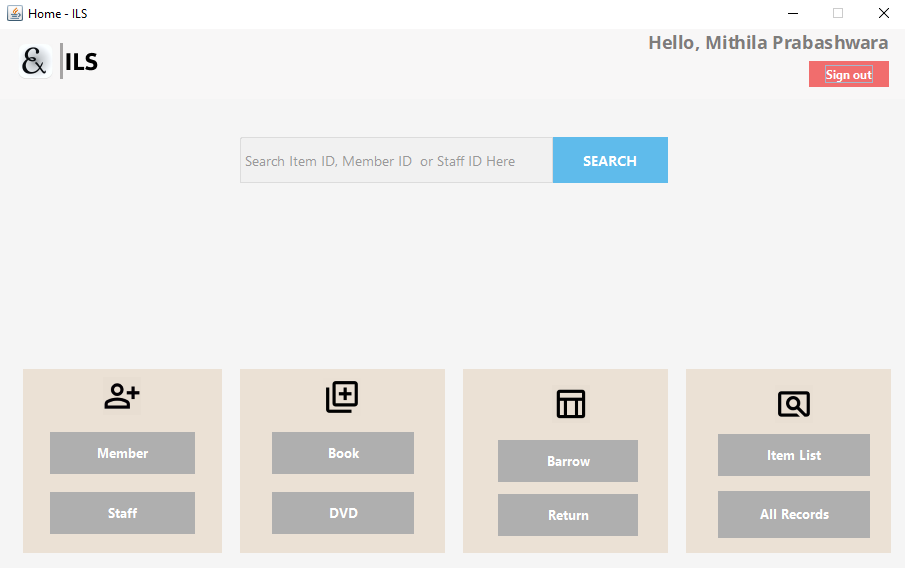 Home - ILS
Hello, Mithila Prabashwara
& ILS
Sign out
Search Item ID, Member ID or Staff ID Here
SEARCH
Member
Book
Barrow
Item List
Staff
DVD
Return
All Records